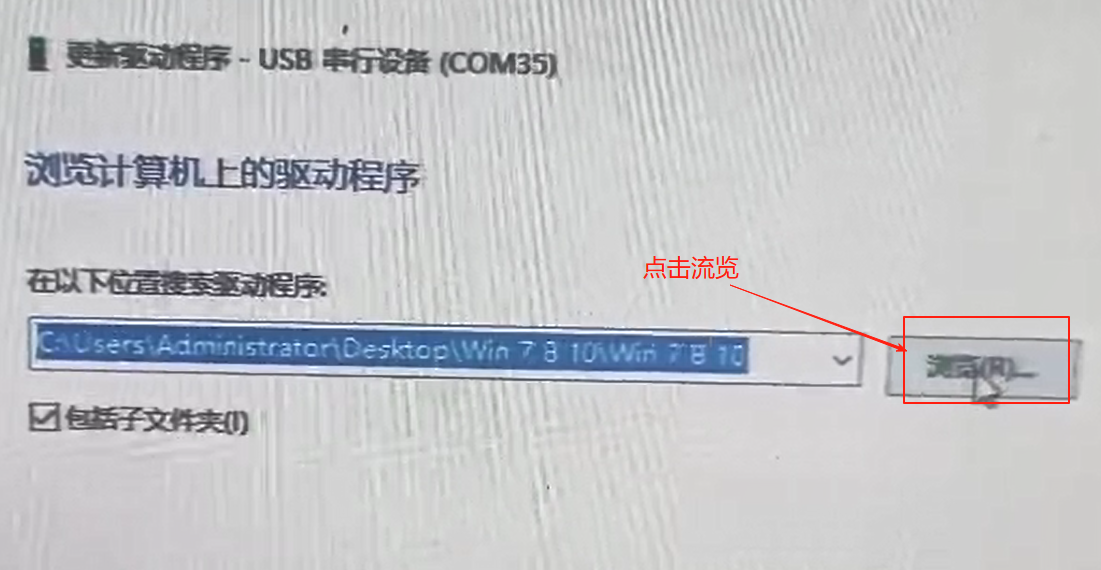 更新驱动程序 - USB 串行设备 (COM35)
浏览计算机上的驱动程序
在以下位置搜索驱动程序:
点击流览
C:\Users\Administrator\Desktop\Win 7 8 10\Win 7 8 10
浏览(R)...
包括子文件夹(I)